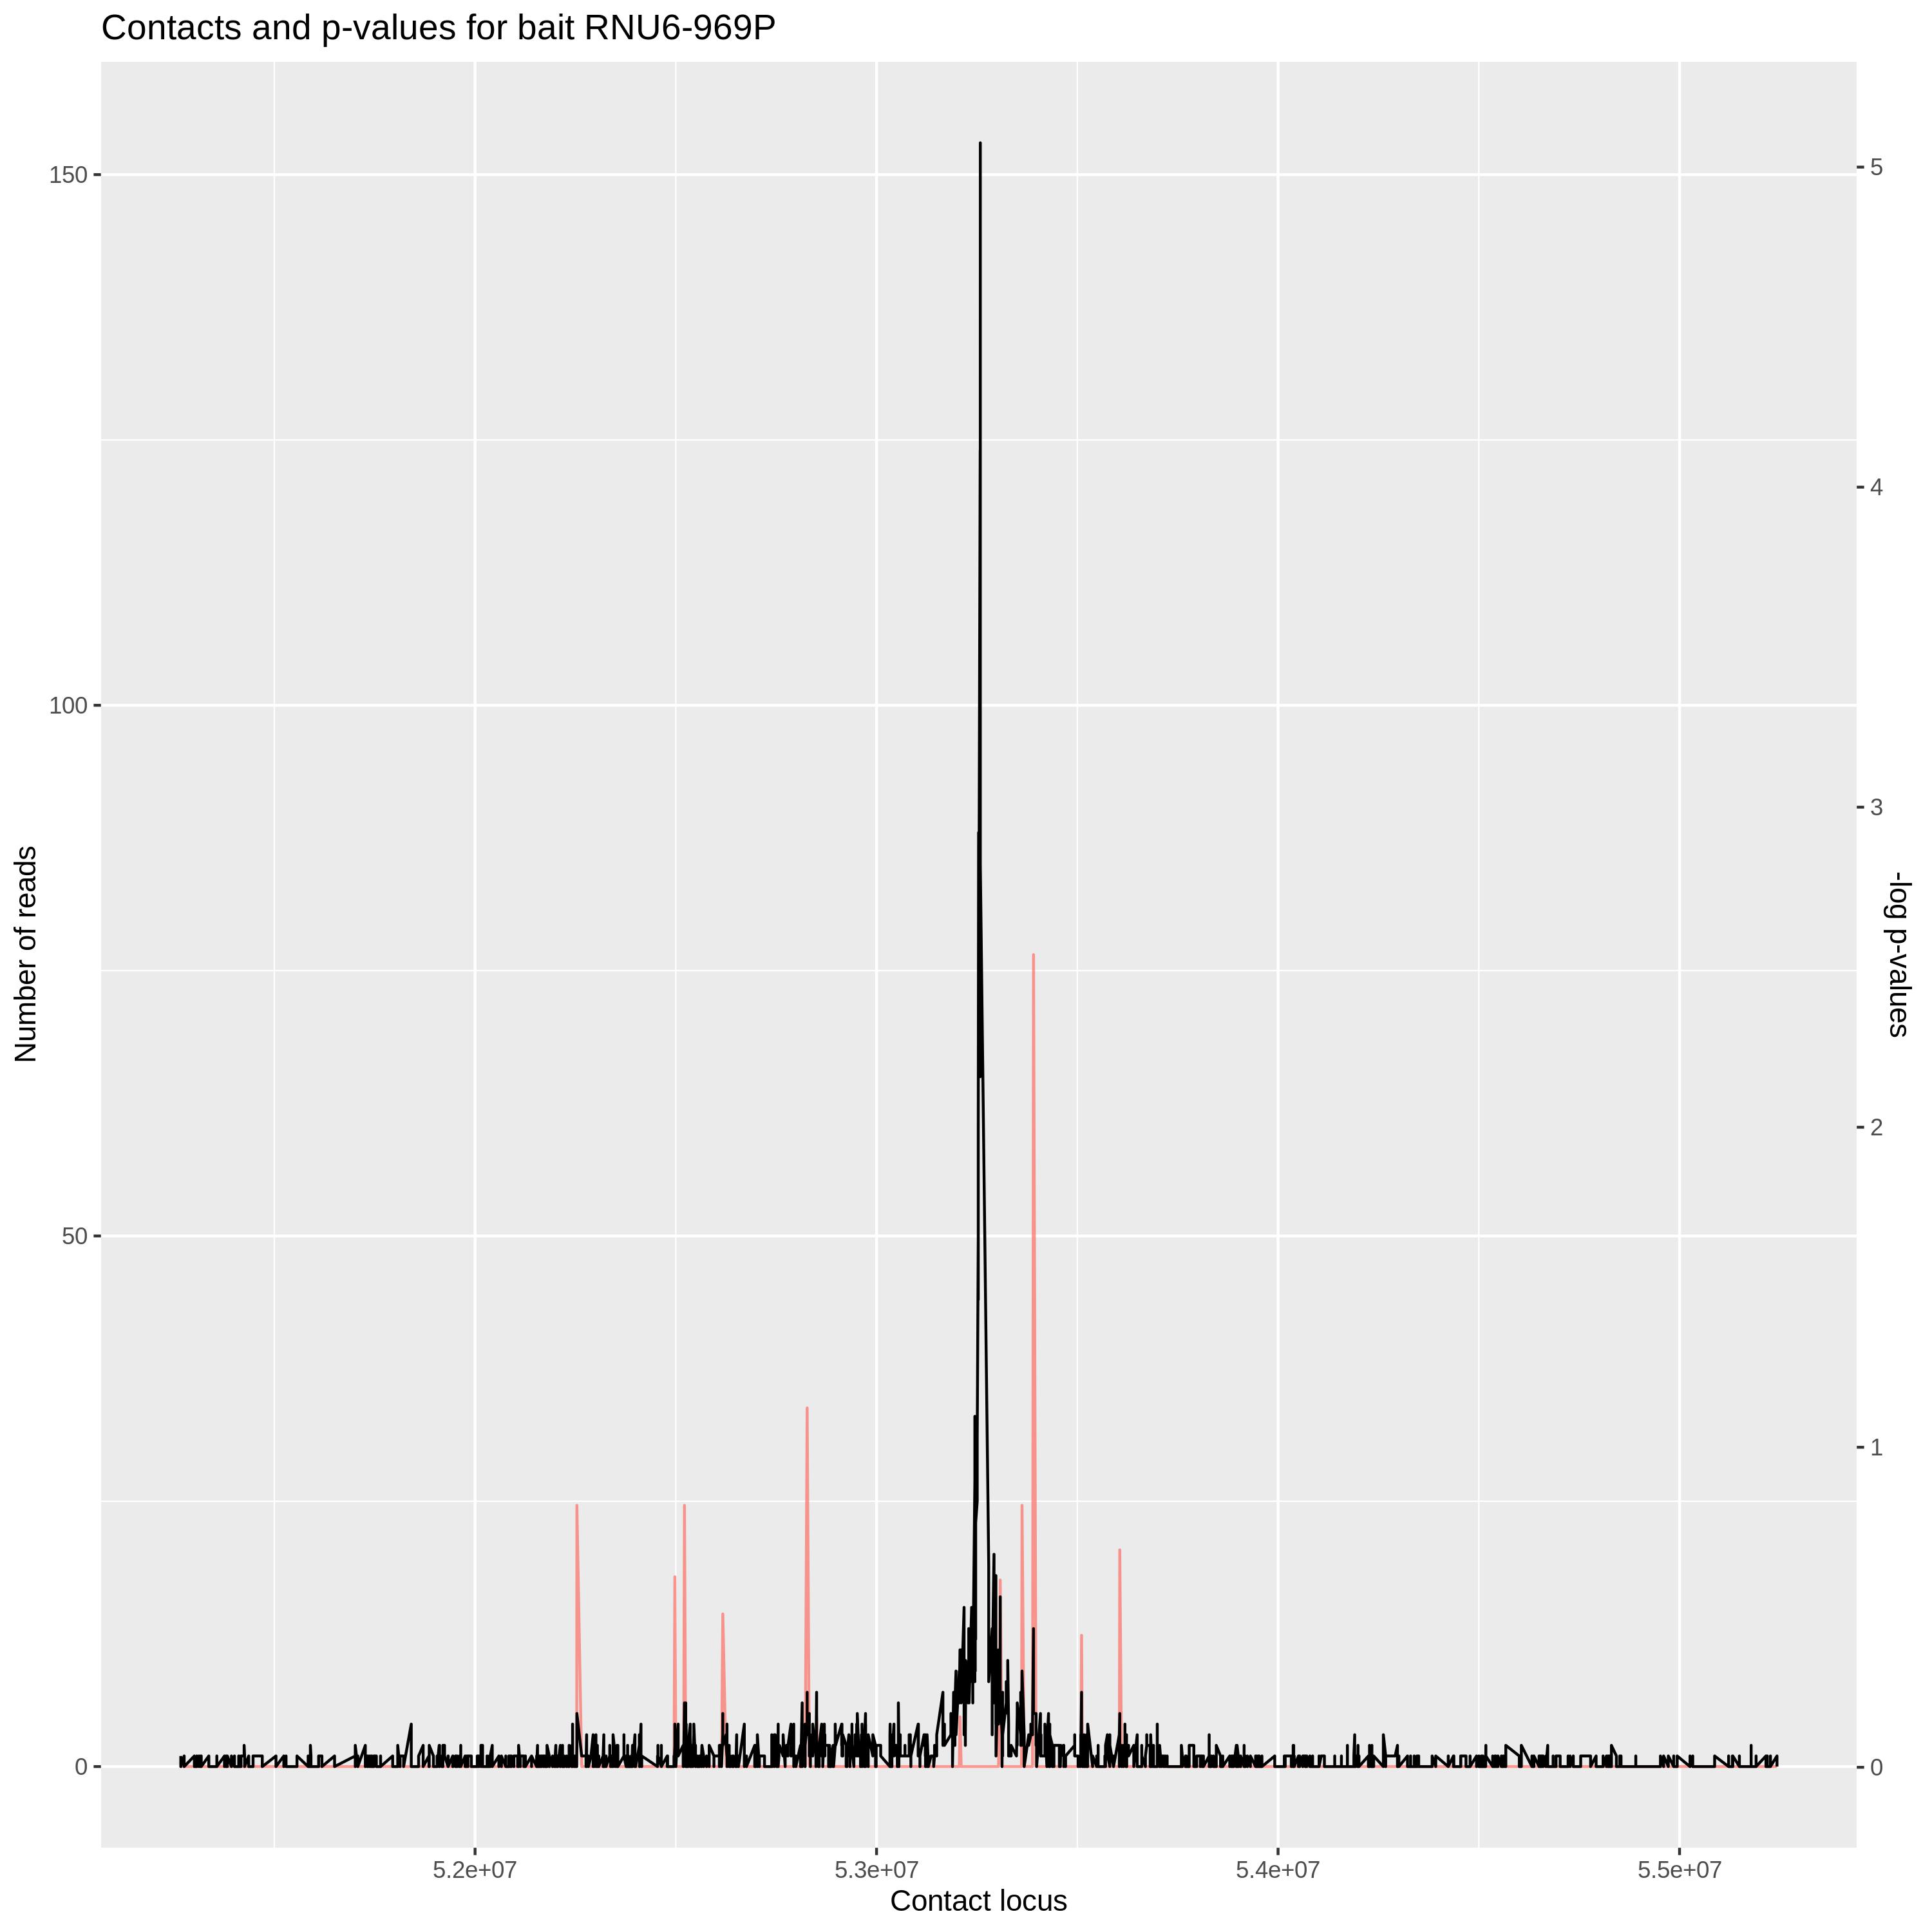 Contacts and p-values for bait RNU6-969P
150
100
50
0
Number of reads
5
4
3
2
1
0
-log p-values
5.2e+07 5.3e+07 5.4e+07 5.5e+07
Contact locus